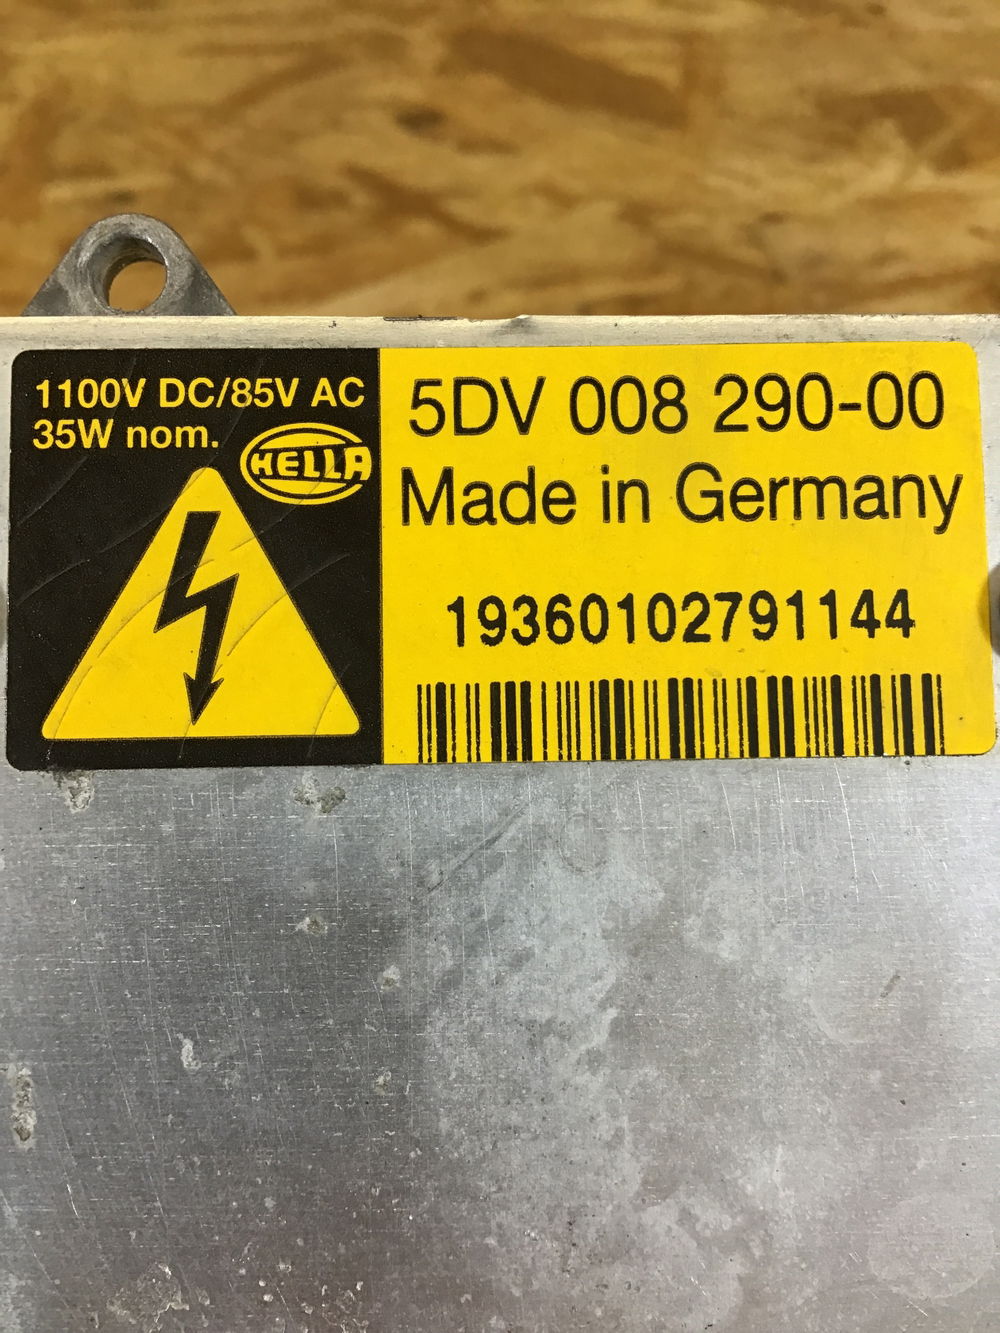 1100V DC/85V AC
35W nom.
HELLA
5DV 008 290-00
Made in Germany
19360102791144